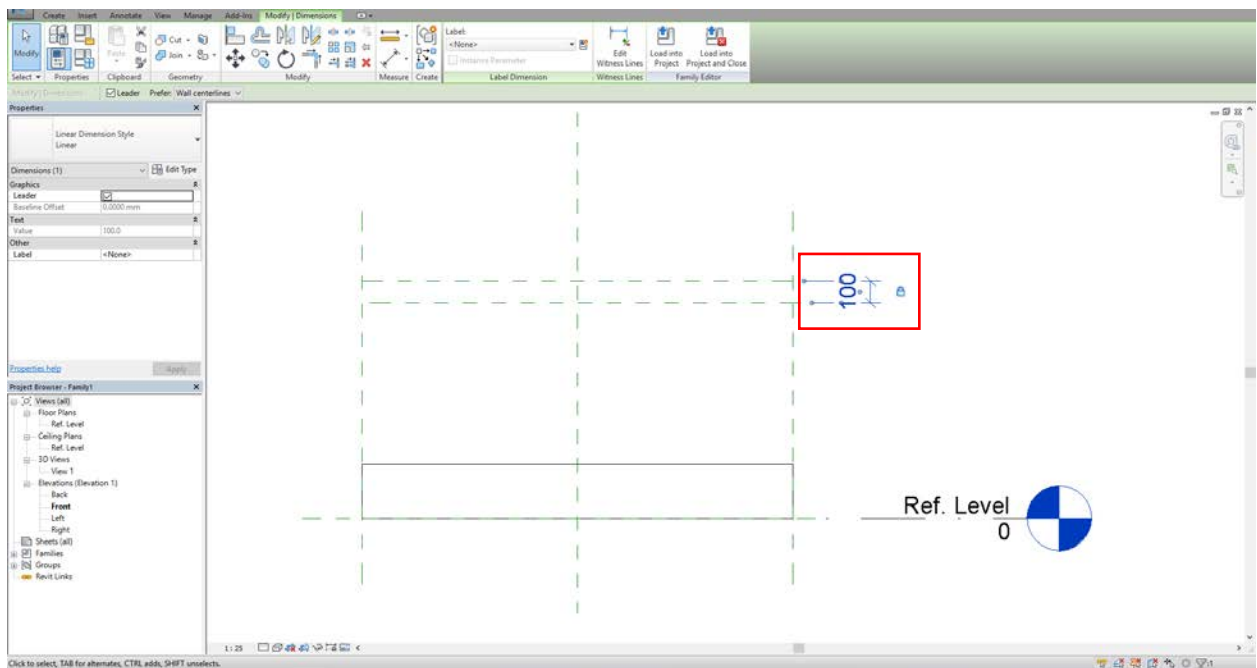 Create Insert Annotate View Manage Add-Ins Modify | Dimensions
Modify
Paste
Cut
Join
Label:
<None>
Instance Parameter
Edit
Witness Lines
Load into
Project
Load into
Project and Close
Select Properties Clipboard Geometry Modify Measure Create Label Dimension Witness Lines Family Editor
Modify | Dimensions Leader Prefer: Wall centerlines
Properties
Linear Dimension Style
Linear
Dimensions (1) Edit Type
Graphics
Leader
Baseline Offset 0.0000 mm
Text
Value 100.0
Other
Label <None>
Properties help Apply
Project Browser - Family1
Views (all)
Floor Plans
Ref. Level
Ceiling Plans
Ref. Level
3D Views
View 1
Elevations (Elevation 1)
Back
Front
Left
Right
Sheets (all)
Families
Groups
Revit Links
100
Ref. Level
0
1 : 25
Click to select, TAB for alternates, CTRL adds, SHIFT unselects.